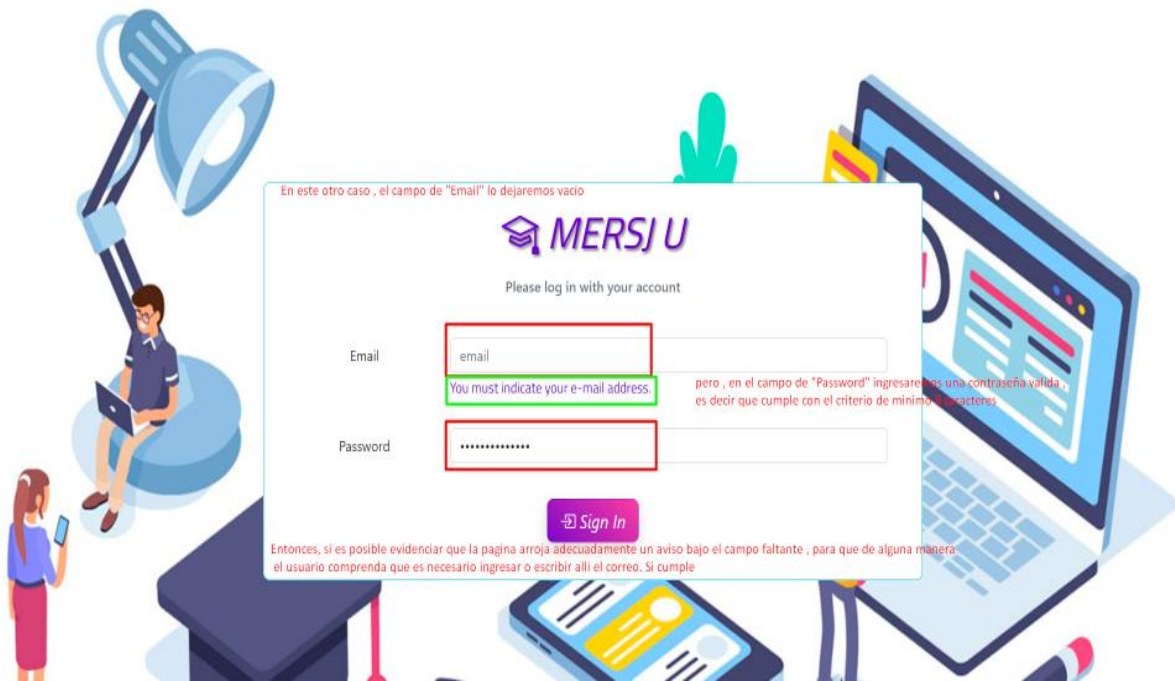 En este otro caso , el campo de "Email" lo dejaremos vacio
MERSJ U
Please log in with your account
Email
email
You must indicate your e-mail address.
pero , en el campo de "Password" ingresaremos una contraseña valida ,
es decir que cumple con el criterio de minimo caracteres
Password
••••••••••••••
Sign In
Entonces, si es posible evidenciar que la pagina arroja adecuadamente un aviso bajo el campo faltante , para que de alguna manera
el usuario comprenda que es necesario ingresar o escribir alli el correo. Si cumple